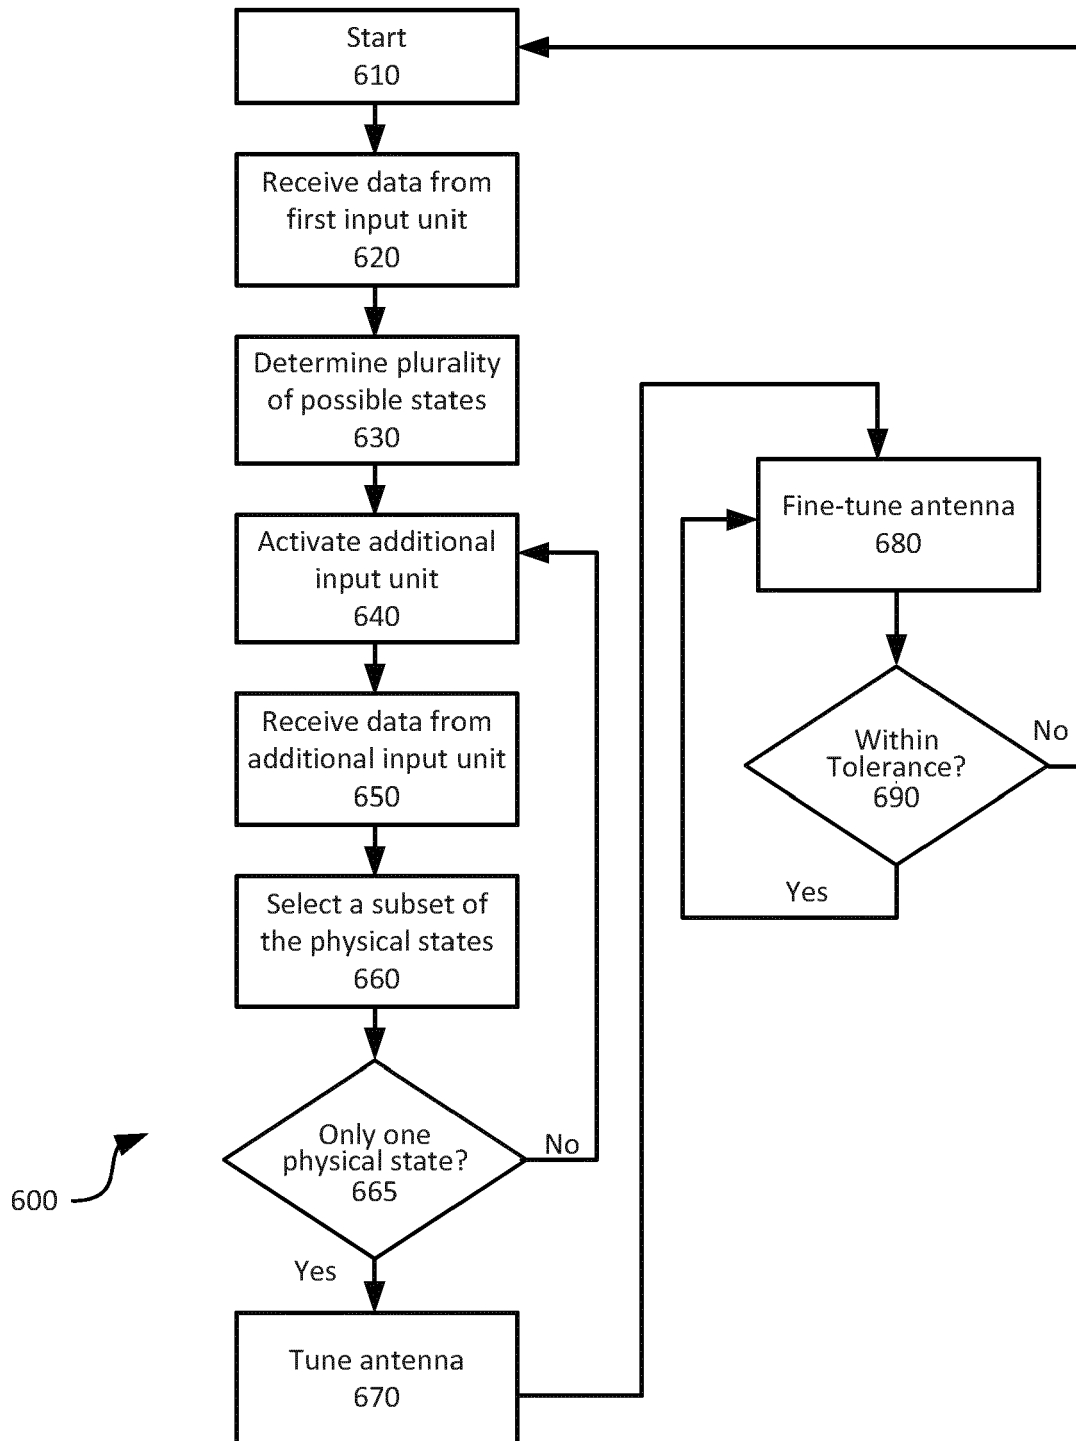 Start
610
Receive data from
first input unit
620
Determine plurality
of possible states
630
Activate additional
input unit
640
Receive data from
additional input unit
650
Select a subset of
the physical states
660
Only one
physical state?
665
No
Yes
600
Tune antenna
670
Fine-tune antenna
680
Within
Tolerance?
690
No
Yes